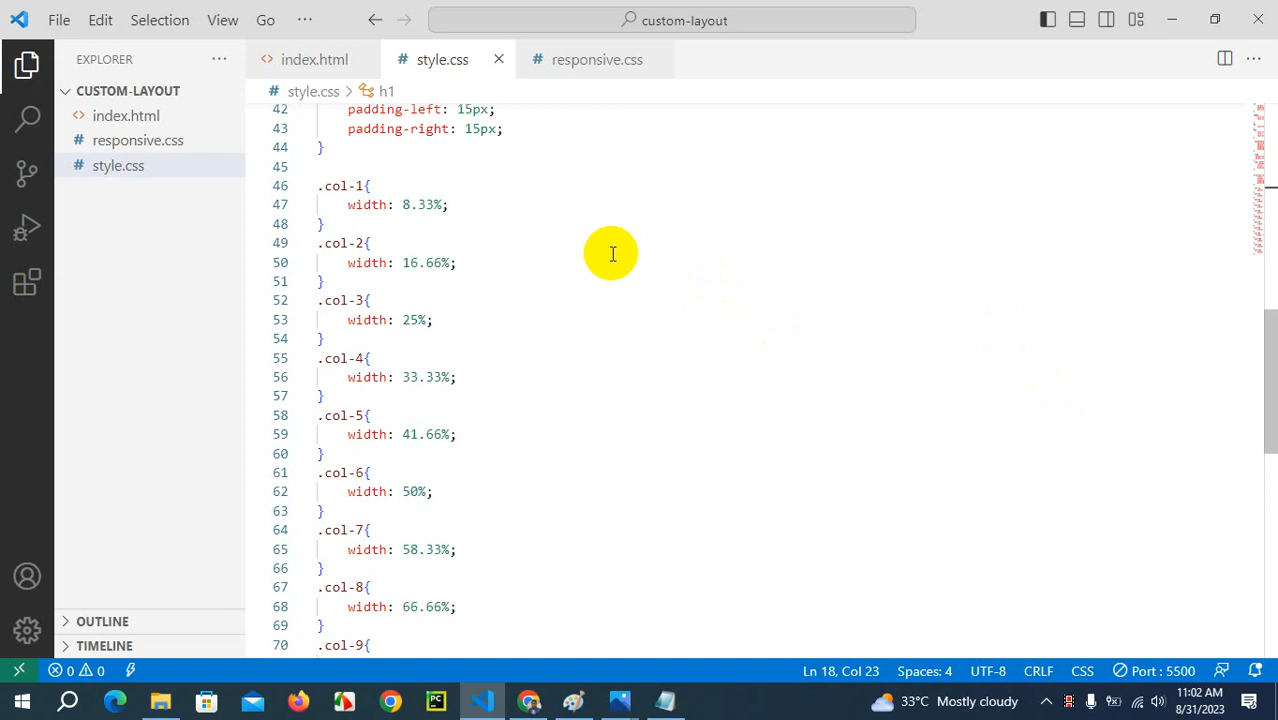 File Edit Selection View Go ··· custom-layout
EXPLORER ···
CUSTOM-LAYOUT
index.html
responsive.css
style.css
OUTLINE
TIMELINE
index.html # style.css # responsive.css ···
# style.css > h1
42 padding-left: 15px;
43 padding-right: 15px;
44 }
45
46 .col-1{
47 width: 8.33%;
48 }
49 .col-2{
50 width: 16.66%;
51 }
52 .col-3{
53 width: 25%;
54 }
55 .col-4{
56 width: 33.33%;
57 }
58 .col-5{
59 width: 41.66%;
60 }
61 .col-6{
62 width: 50%;
63 }
64 .col-7{
65 width: 58.33%;
66 }
67 .col-8{
68 width: 66.66%;
69 }
70 .col-9{
0 0 Ln 18, Col 23 Spaces: 4 UTF-8 CRLF CSS Port : 5500
PC 33°C Mostly cloudy 11:02 AM
8/31/2023